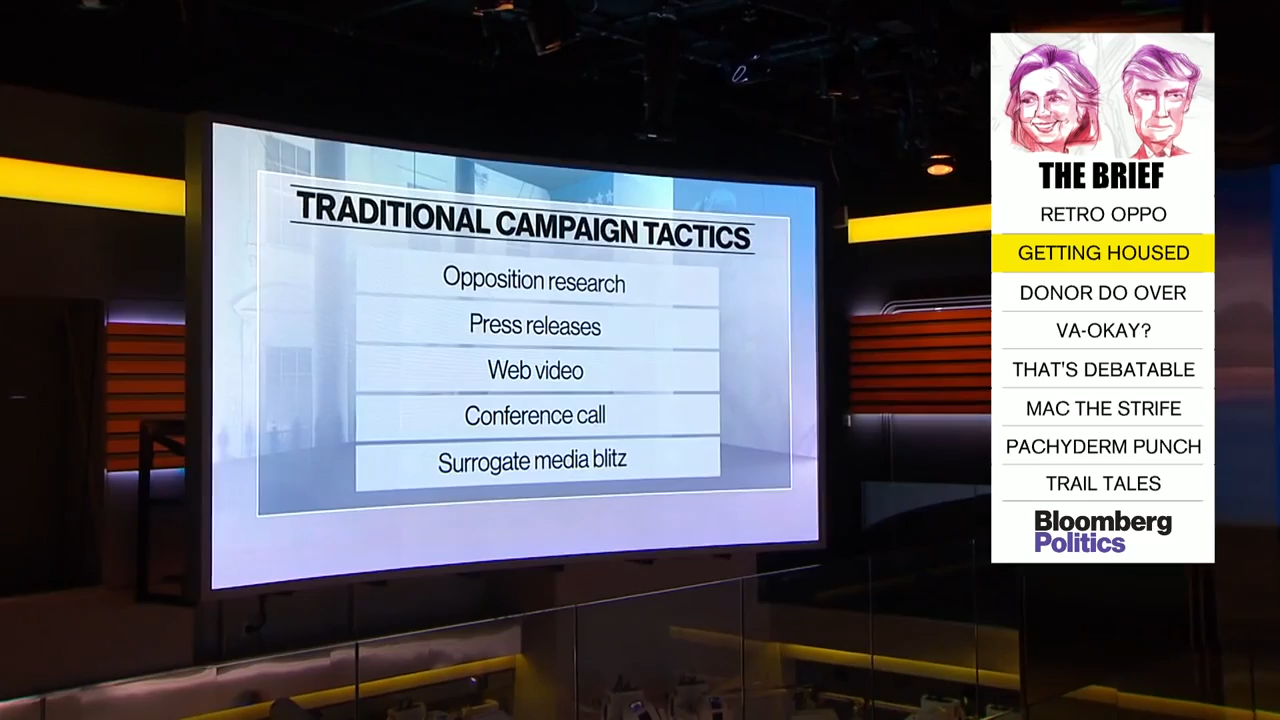 TRADITIONAL CAMPAIGN TACTICS
Opposition research
Press releases
Web video
Conference call
Surrogate media blitz
THE BRIEF
RETRO OPPO
GETTING HOUSED
DONOR DO OVER
VA-OKAY?
THAT'S DEBATABLE
MAC THE STRIFE
PACHYDERM PUNCH
TRAIL TALES
Bloomberg
Politics